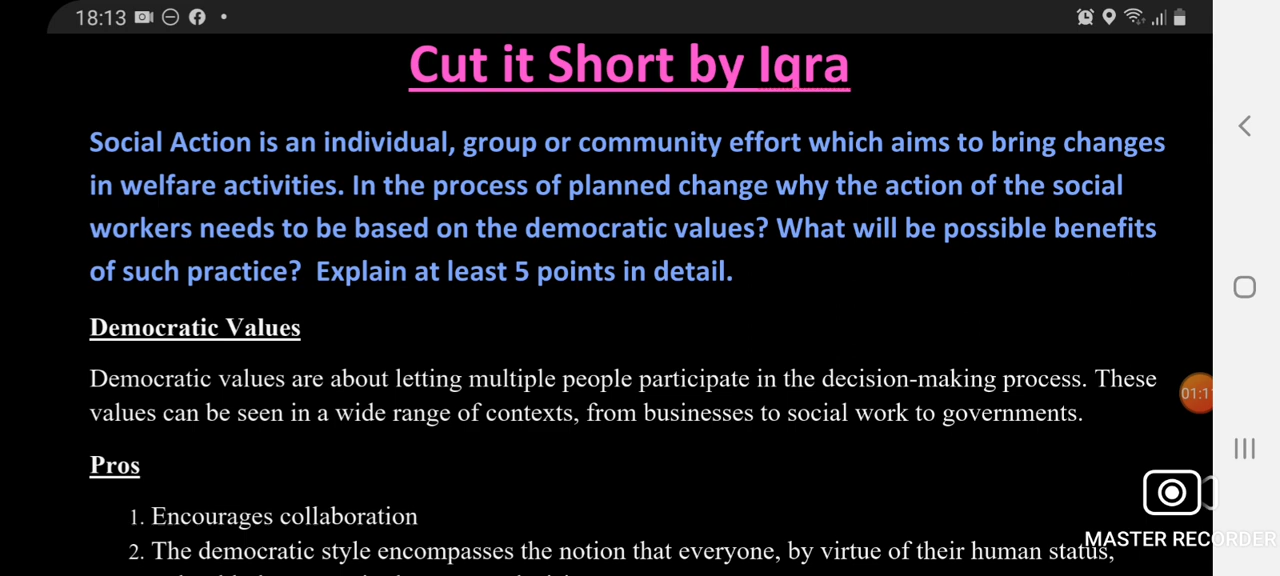 18:13
Cut it Short by Iqra
Social Action is an individual, group or community effort which aims to bring changes
in welfare activities. In the process of planned change why the action of the social
workers needs to be based on the democratic values? What will be possible benefits
of such practice?  Explain at least 5 points in detail.
Democratic Values
Democratic values are about letting multiple people participate in the decision-making process. These
values can be seen in a wide range of contexts, from businesses to social work to governments.
01:1
Pros
1. Encourages collaboration
MASTER RECORDER
2. The democratic style encompasses the notion that everyone, by virtue of their human status,